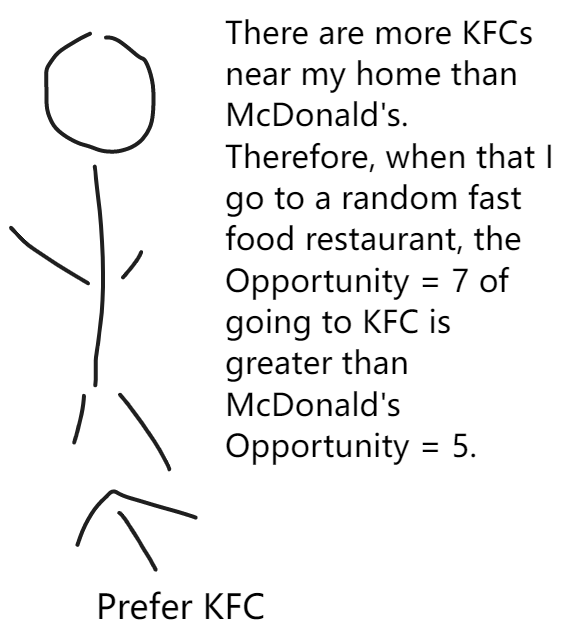 There are more KFCs
near my home than
McDonald's.
Therefore, when that I
go to a random fast
food restaurant, the
Opportunity = 7 of
going to KFC is
greater than
McDonald's
Opportunity = 5.
Prefer KFC